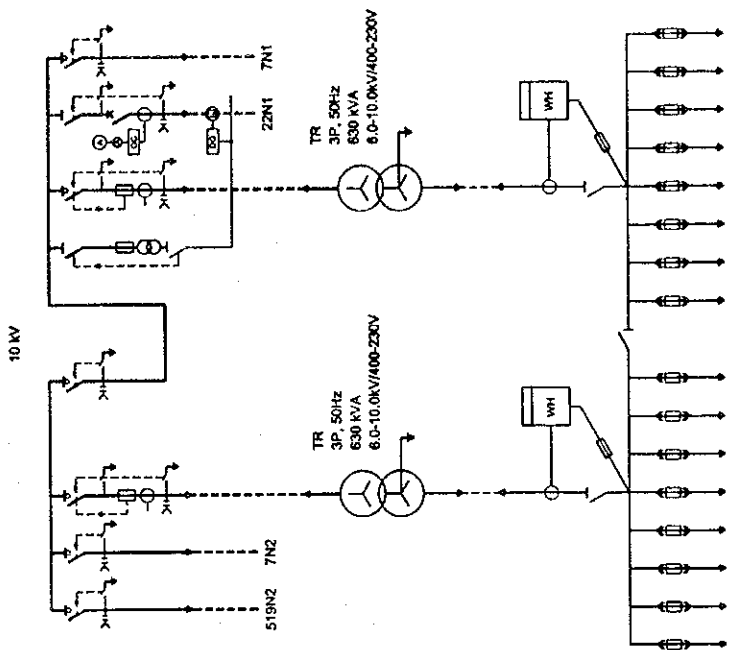 10 kV
7N1
22N1
A
TR
3P, 50Hz
630 kVA
6.0-10.0kV/400-230V
WH
TR
3P, 50Hz
630 kVA
6.0-10.0kV/400-230V
WH
7N2
519N2